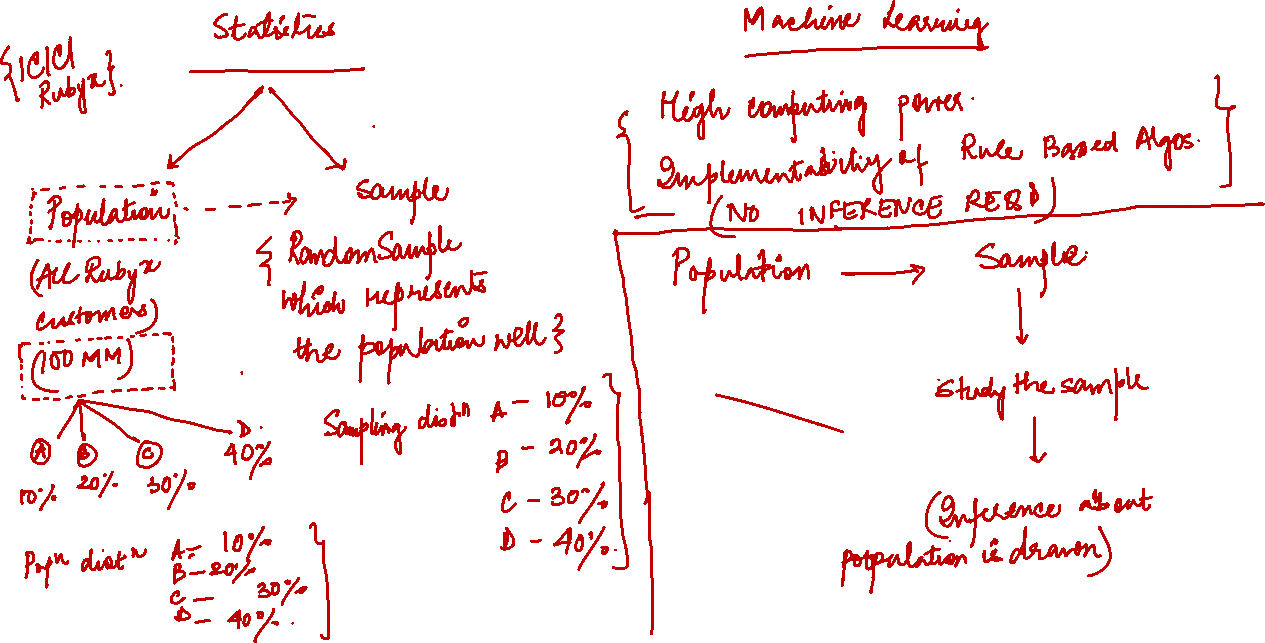 Statistics
{ICICI
Rubyx}.
Population
(All Rubyx
customers)
(100 MM)
A
B
C
D
10%
20%
30%
40%
Popn distn
A - 10%
B - 20%
C - 30%
D - 40%
Sample
{ Random Sample
which represents
the population well }
Sampling distn
A - 10%
B - 20%
C - 30%
D - 40%.
Machine Learning
{ High computing power.
Implementability of Rule Based Algos. }
(NO INFERENCE REQD)
Population → Sample
Study the sample
(Inference about
population is drawn)